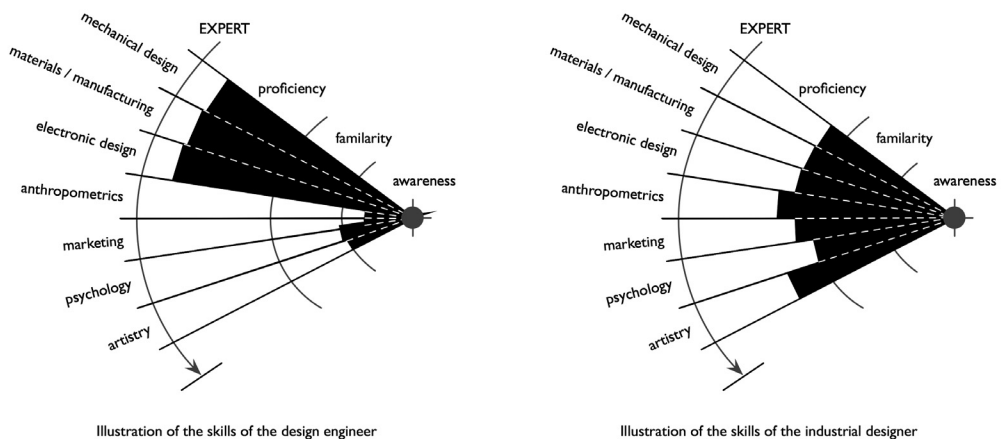 EXPERT
mechanical design
materials / manufacturing
proficiency
electronic design
familarity
anthropometrics
awareness
marketing
psychology
artistry
Illustration of the skills of the design engineer
EXPERT
mechanical design
materials / manufacturing
proficiency
electronic design
familarity
anthropometrics
awareness
marketing
psychology
artistry
Illustration of the skills of the industrial designer